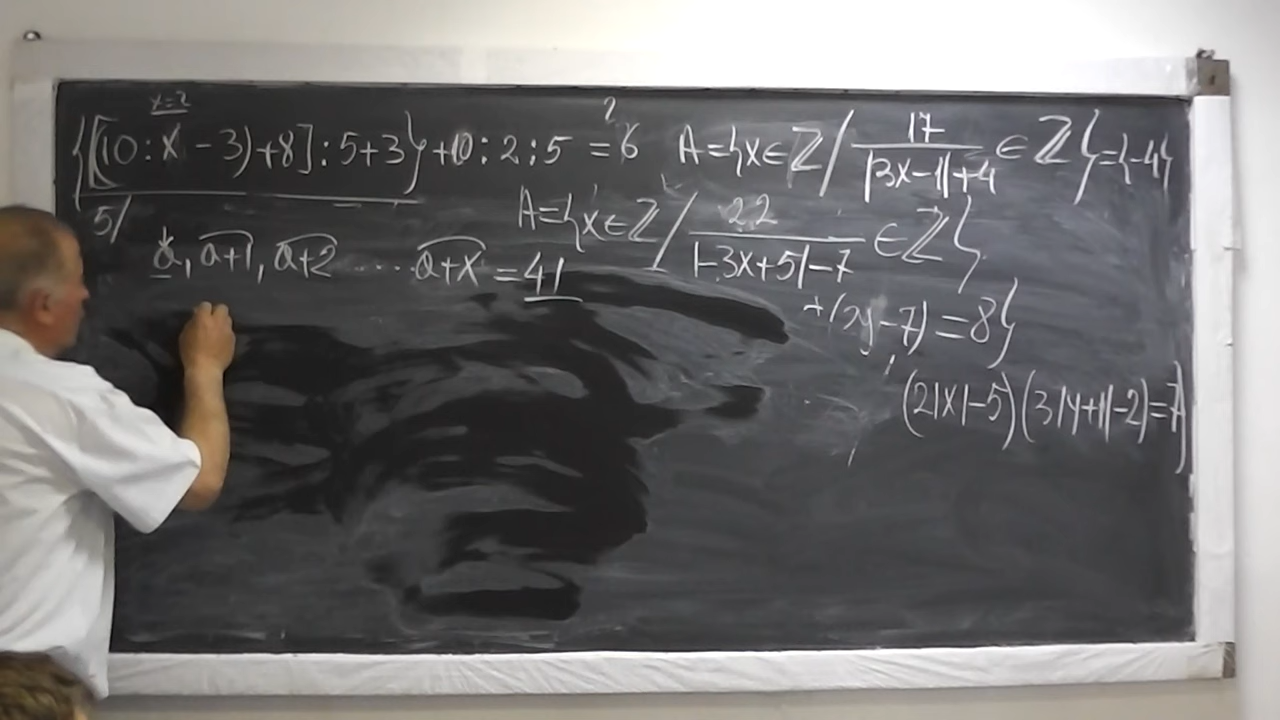 x=2
{[(10:x-3)+8]:5+3}+10:2:5 = 6
?
5/
a, a+1, a+2 .... a+x = 41
A={x∈Z/ 17/|3x-1|+4 ∈ Z}={-4}
A={x∈Z/ 22/|-3x+5|-7 ∈ Z}
-7) = 8}
(2|x|-5)(3|y+1|-2)=7}